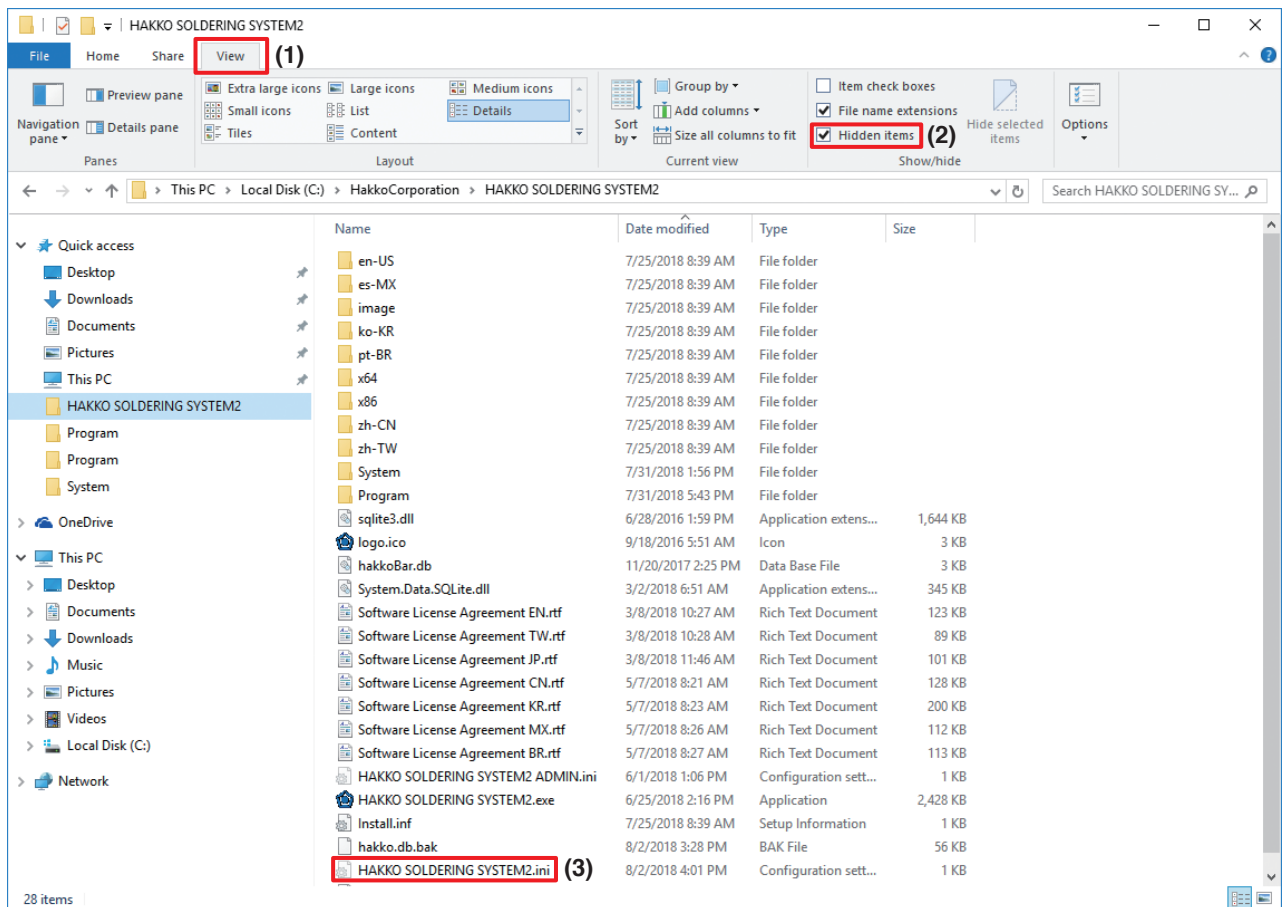 HAKKO SOLDERING SYSTEM2
File Home Share View (1)
Navigation pane
Preview pane
Details pane
Panes
Extra large icons Large icons Medium icons
Small icons List Details
Tiles Content
Layout
Sort by
Group by
Add columns
Size all columns to fit
Current view
Item check boxes
File name extensions
Hidden items (2)
Hide selected items
Show/hide
Options
This PC > Local Disk (C:) > HakkoCorporation > HAKKO SOLDERING SYSTEM2
Search HAKKO SOLDERING SY...
Quick access
Desktop
Downloads
Documents
Pictures
This PC
HAKKO SOLDERING SYSTEM2
Program
Program
System
OneDrive
This PC
Desktop
Documents
Downloads
Music
Pictures
Videos
Local Disk (C:)
Network
Name Date modified Type Size
en-US 7/25/2018 8:39 AM File folder
es-MX 7/25/2018 8:39 AM File folder
image 7/25/2018 8:39 AM File folder
ko-KR 7/25/2018 8:39 AM File folder
pt-BR 7/25/2018 8:39 AM File folder
x64 7/25/2018 8:39 AM File folder
x86 7/25/2018 8:39 AM File folder
zh-CN 7/25/2018 8:39 AM File folder
zh-TW 7/25/2018 8:39 AM File folder
System 7/31/2018 1:56 PM File folder
Program 7/31/2018 5:43 PM File folder
sqlite3.dll 6/28/2016 1:59 PM Application extens... 1,644 KB
logo.ico 9/18/2016 5:51 AM Icon 3 KB
hakkoBar.db 11/20/2017 2:25 PM Data Base File 3 KB
System.Data.SQLite.dll 3/2/2018 6:51 AM Application extens... 345 KB
Software License Agreement EN.rtf 3/8/2018 10:27 AM Rich Text Document 123 KB
Software License Agreement TW.rtf 3/8/2018 10:28 AM Rich Text Document 89 KB
Software License Agreement JP.rtf 3/8/2018 11:46 AM Rich Text Document 101 KB
Software License Agreement CN.rtf 5/7/2018 8:21 AM Rich Text Document 128 KB
Software License Agreement KR.rtf 5/7/2018 8:23 AM Rich Text Document 200 KB
Software License Agreement MX.rtf 5/7/2018 8:26 AM Rich Text Document 112 KB
Software License Agreement BR.rtf 5/7/2018 8:27 AM Rich Text Document 113 KB
HAKKO SOLDERING SYSTEM2 ADMIN.ini 6/1/2018 1:06 PM Configuration sett... 1 KB
HAKKO SOLDERING SYSTEM2.exe 6/25/2018 2:16 PM Application 2,428 KB
Install.inf 7/25/2018 8:39 AM Setup Information 1 KB
hakko.db.bak 8/2/2018 3:28 PM BAK File 56 KB
HAKKO SOLDERING SYSTEM2.ini (3) 8/2/2018 4:01 PM Configuration sett... 1 KB
28 items